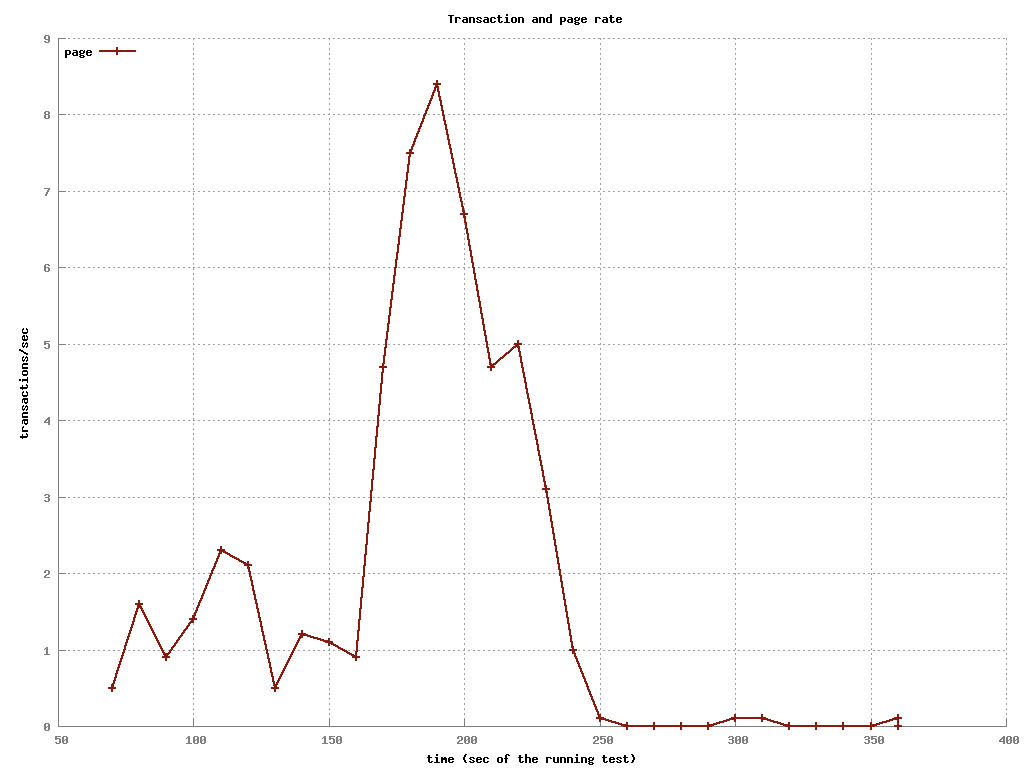 Transaction and page rate
page
9
8
7
6
5
4
3
2
1
0
transactions/sec
50 100 150 200 250 300 350 400
time (sec of the running test)